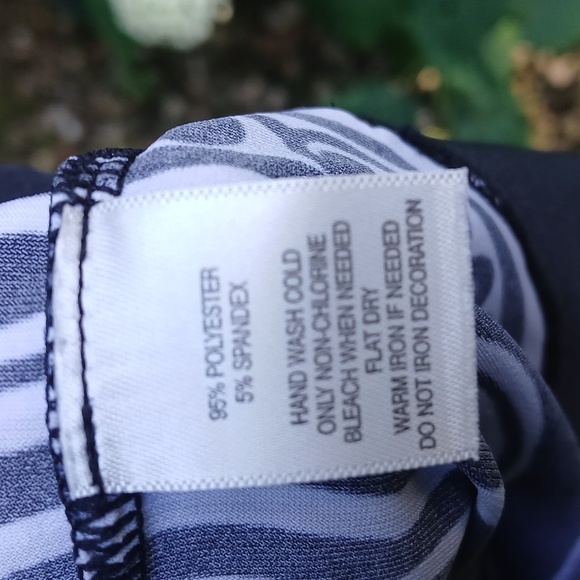 95% POLYESTER
5% SPANDEX
HAND WASH COLD
ONLY NON-CHLORINE
BLEACH WHEN NEEDED
FLAT DRY
WARM IRON IF NEEDED
DO NOT IRON DECORATION